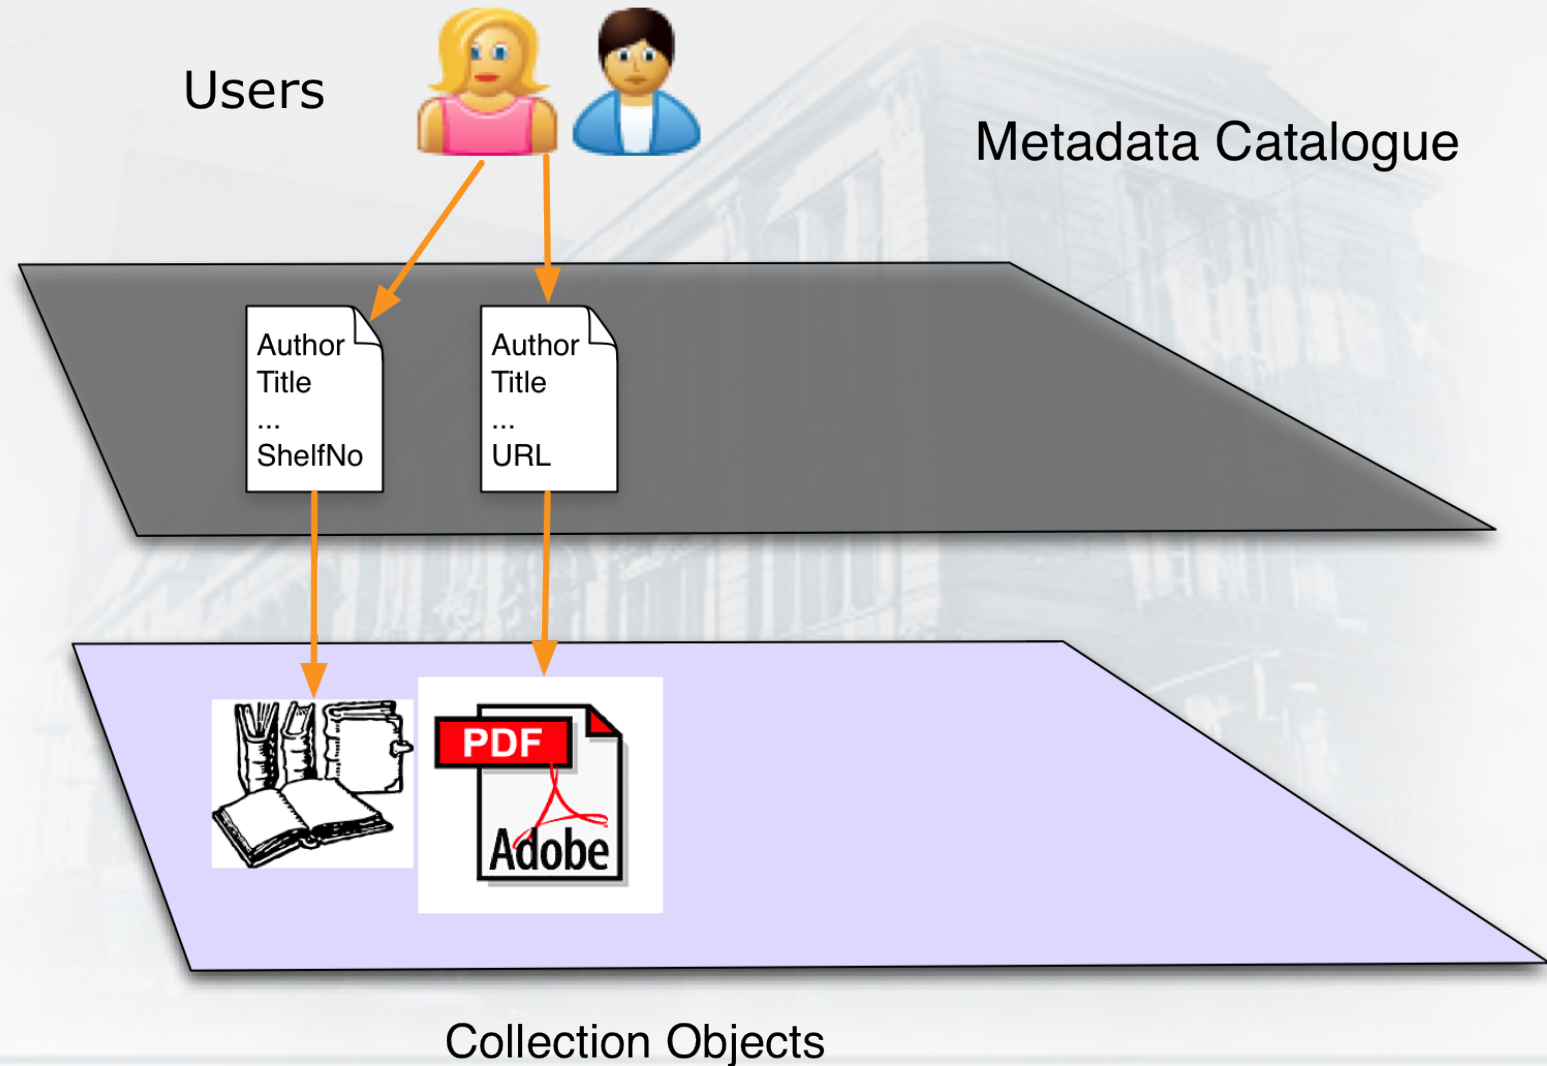 Users
Metadata Catalogue
Author
Title
...
ShelfNo
Author
Title
...
URL
PDF
Adobe
Collection Objects